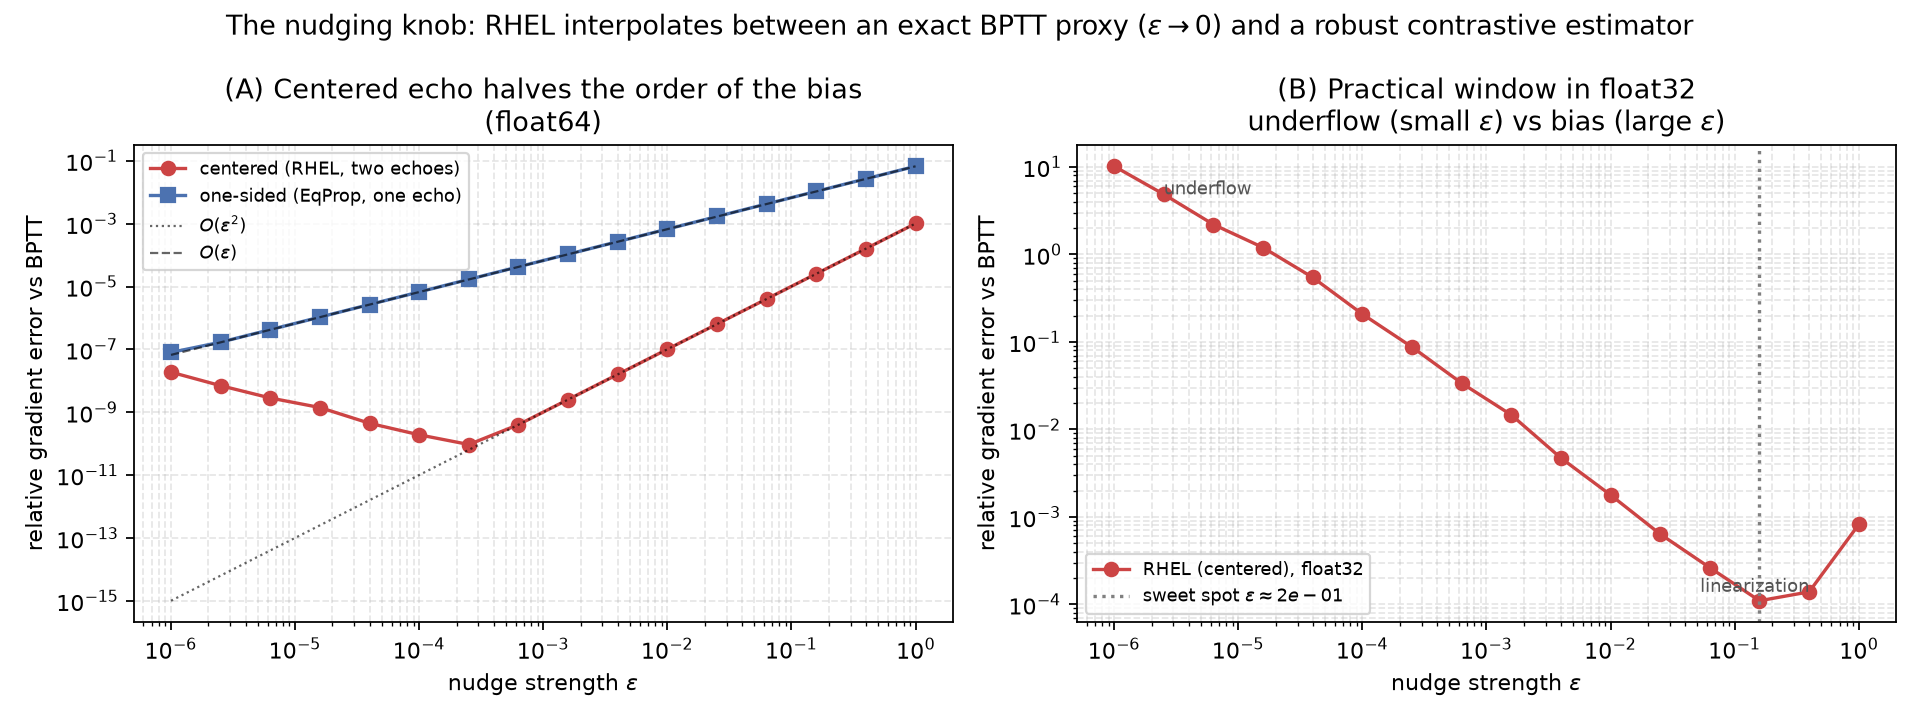 The nudging knob: RHEL interpolates between an exact BPTT proxy (ε → 0) and a robust contrastive estimator
(A) Centered echo halves the order of the bias
(float64)
relative gradient error vs BPTT
10⁻¹
10⁻³
10⁻⁵
10⁻⁷
10⁻⁹
10⁻¹¹
10⁻¹³
10⁻¹⁵
centered (RHEL, two echoes)
one-sided (EqProp, one echo)
O(ε²)
O(ε)
10⁻⁶ 10⁻⁵ 10⁻⁴ 10⁻³ 10⁻² 10⁻¹ 10⁰
nudge strength ε
(B) Practical window in float32
underflow (small ε) vs bias (large ε)
relative gradient error vs BPTT
10¹
10⁰
10⁻¹
10⁻²
10⁻³
10⁻⁴
underflow
linearization
RHEL (centered), float32
sweet spot ε ≈ 2e − 01
10⁻⁶ 10⁻⁵ 10⁻⁴ 10⁻³ 10⁻² 10⁻¹ 10⁰
nudge strength ε